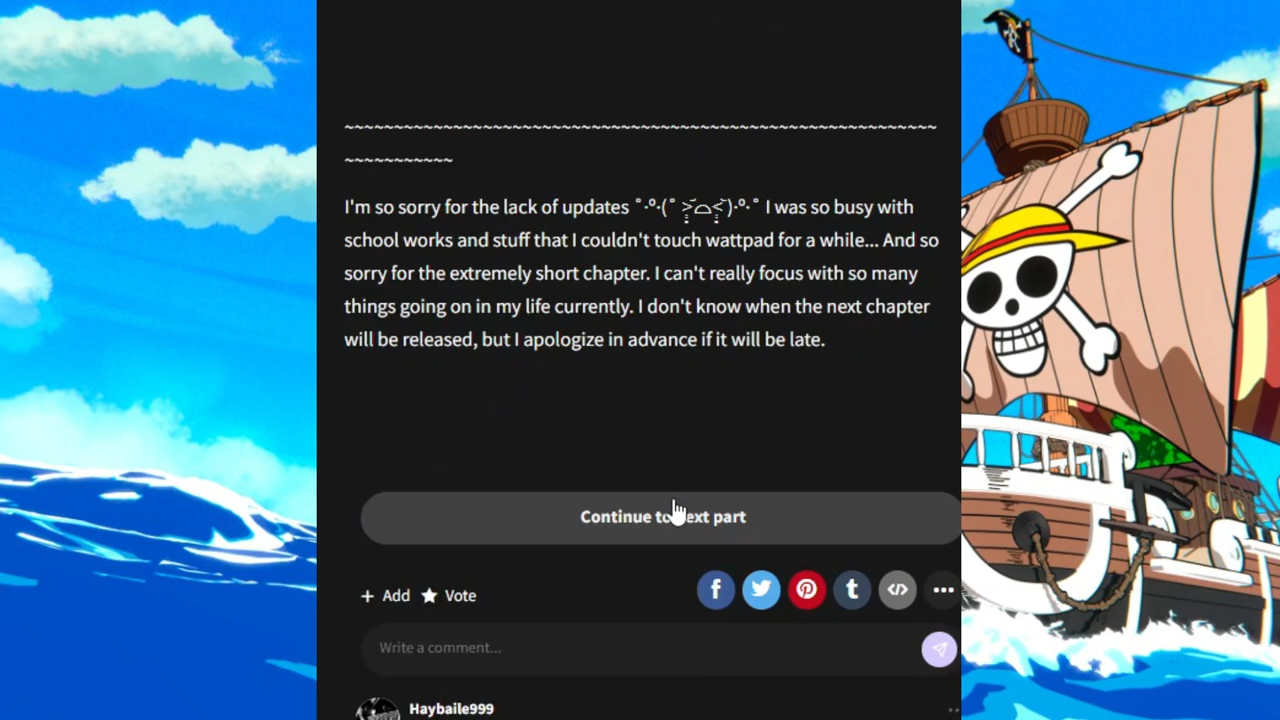 ~~~~~~~~~~~~~~~~~~~~~~~~~~~~~~~~~~~~~~~~~~~~~~~~~~~~~~~~~~~~
~~~~~~~~~~~
I'm so sorry for the lack of updates ˚‧º·(˚ ˃̣̣̥⌓˂̣̣̥ )‧º·˚ I was so busy with
school works and stuff that I couldn't touch wattpad for a while... And so
sorry for the extremely short chapter. I can't really focus with so many
things going on in my life currently. I don't know when the next chapter
will be released, but I apologize in advance if it will be late.
Continue to next part
+ Add ★ Vote
Write a comment...
Haybaile999